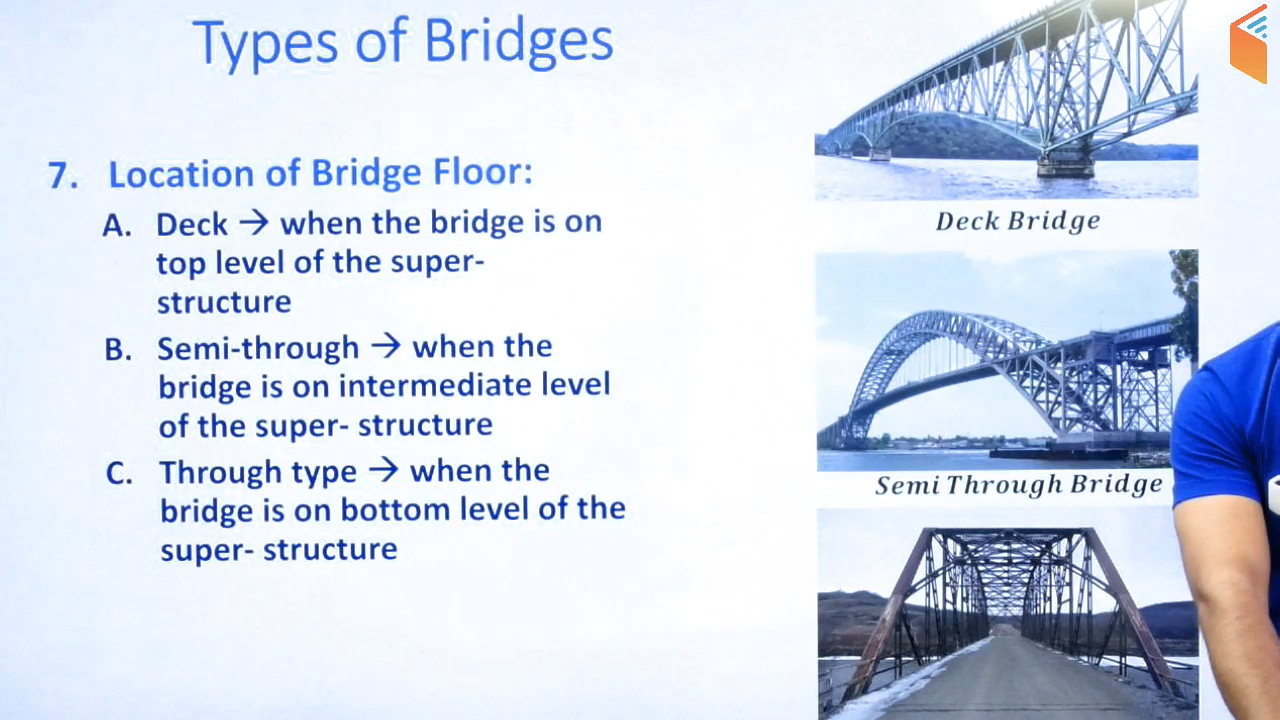 Types of Bridges
7. Location of Bridge Floor:
A. Deck → when the bridge is on
top level of the super-
structure
B. Semi-through → when the
bridge is on intermediate level
of the super- structure
C. Through type → when the
bridge is on bottom level of the
super- structure
Deck Bridge
Semi Through Bridge